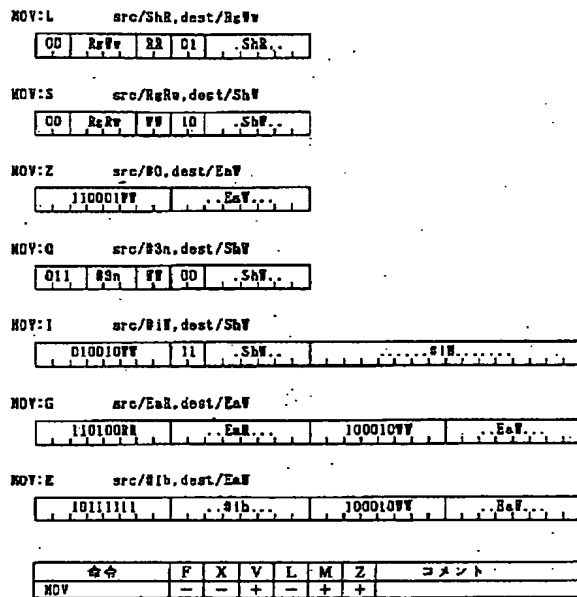 MOV:L src/ShR,dest/RgWw
00 RgWw RR 01 .ShR..
MOV:S src/RgRw,dest/ShW
00 RgRw WW 10 .ShW..
MOV:Z src/#0,dest/EaW
110001WW ..EaW...
MOV:Q src/#3n,dest/ShW
011 #3n WW 00 .ShW..
MOV:I src/#iW,dest/ShW
010010WW 11 .ShW.. ......#iW.......
MOV:G src/EaR,dest/EaW
110100RR ..EaR... 100010WW ..EaW...
MOV:E src/#ib,dest/EaW
10111111 ..#ib... 100010WW ..EaW...
命令 F X V L M Z コメント
MOV − − + − + +